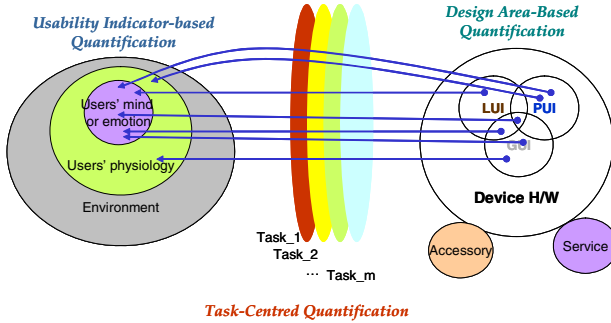 Usability Indicator-based
Quantification
Design Area-Based
Quantification
Users' mind
or emotion
Users' physiology
Environment
LUI
PUI
GUI
Device H/W
Accessory
Service
Task_1
Task_2
... Task_m
Task-Centred Quantification